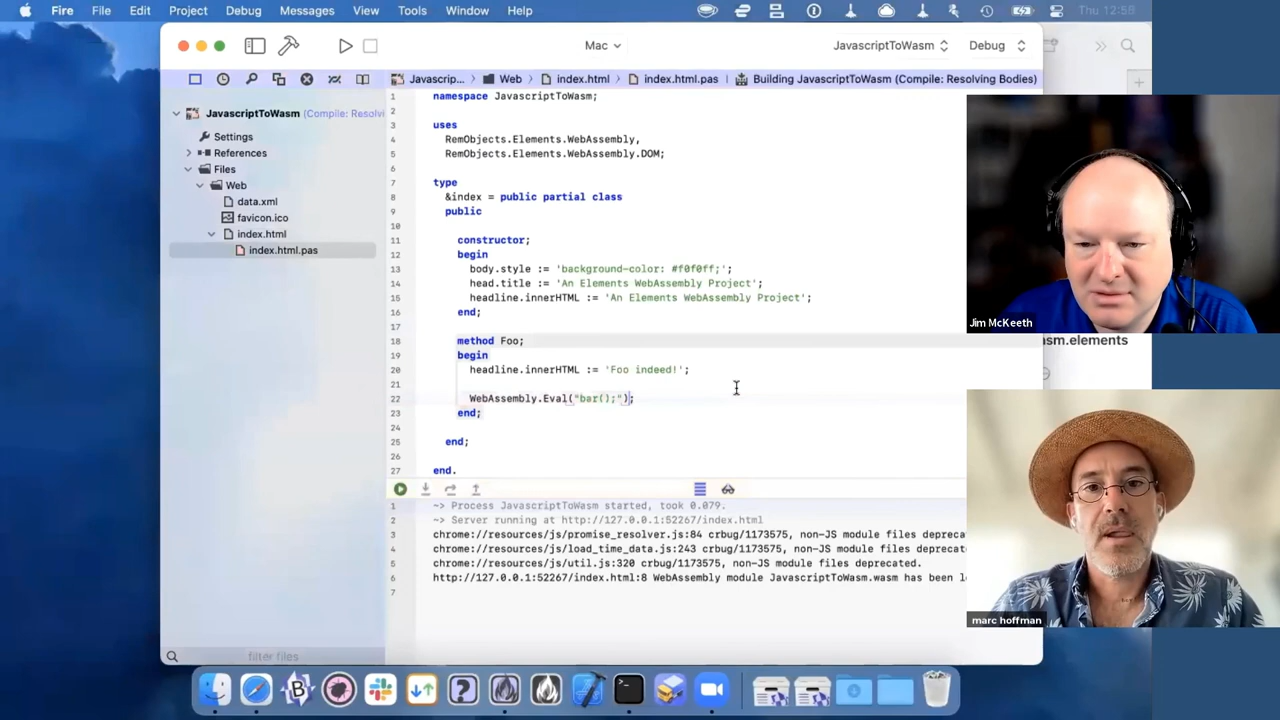 Fire File Edit Project Debug Messages View Tools Window Help Thu 12:56
Mac JavascriptToWasm Debug
Javascrip... Web index.html index.html.pas Building JavascriptToWasm (Compile: Resolving Bodies)
JavascriptToWasm (Compile: Resolvi
Settings
References
Files
Web
data.xml
favicon.ico
index.html
index.html.pas
filter files
1 namespace JavascriptToWasm;
2
3 uses
4 RemObjects.Elements.WebAssembly,
5 RemObjects.Elements.WebAssembly.DOM;
6
7 type
8 &index = public partial class
9 public
10
11 constructor;
12 begin
13 body.style := 'background-color: #f0f0ff;';
14 head.title := 'An Elements WebAssembly Project';
15 headline.innerHTML := 'An Elements WebAssembly Project';
16 end;
17
18 method Foo;
19 begin
20 headline.innerHTML := 'Foo indeed!';
21
22 WebAssembly.Eval("bar();");
23 end;
24
25 end;
26
27 end.
1 ~> Process JavascriptToWasm started, took 0.079.
2 ~> Server running at http://127.0.0.1:52267/index.html
3 chrome://resources/js/promise_resolver.js:84 crbug/1173575, non-JS module files depreca
4 chrome://resources/js/load_time_data.js:243 crbug/1173575, non-JS module files deprecat
5 chrome://resources/js/util.js:320 crbug/1173575, non-JS module files deprecated.
6 http://127.0.0.1:52267/index.html:8 WebAssembly module JavascriptToWasm.wasm has been l
7
Jim McKeeth
asm.elements
marc hoffman